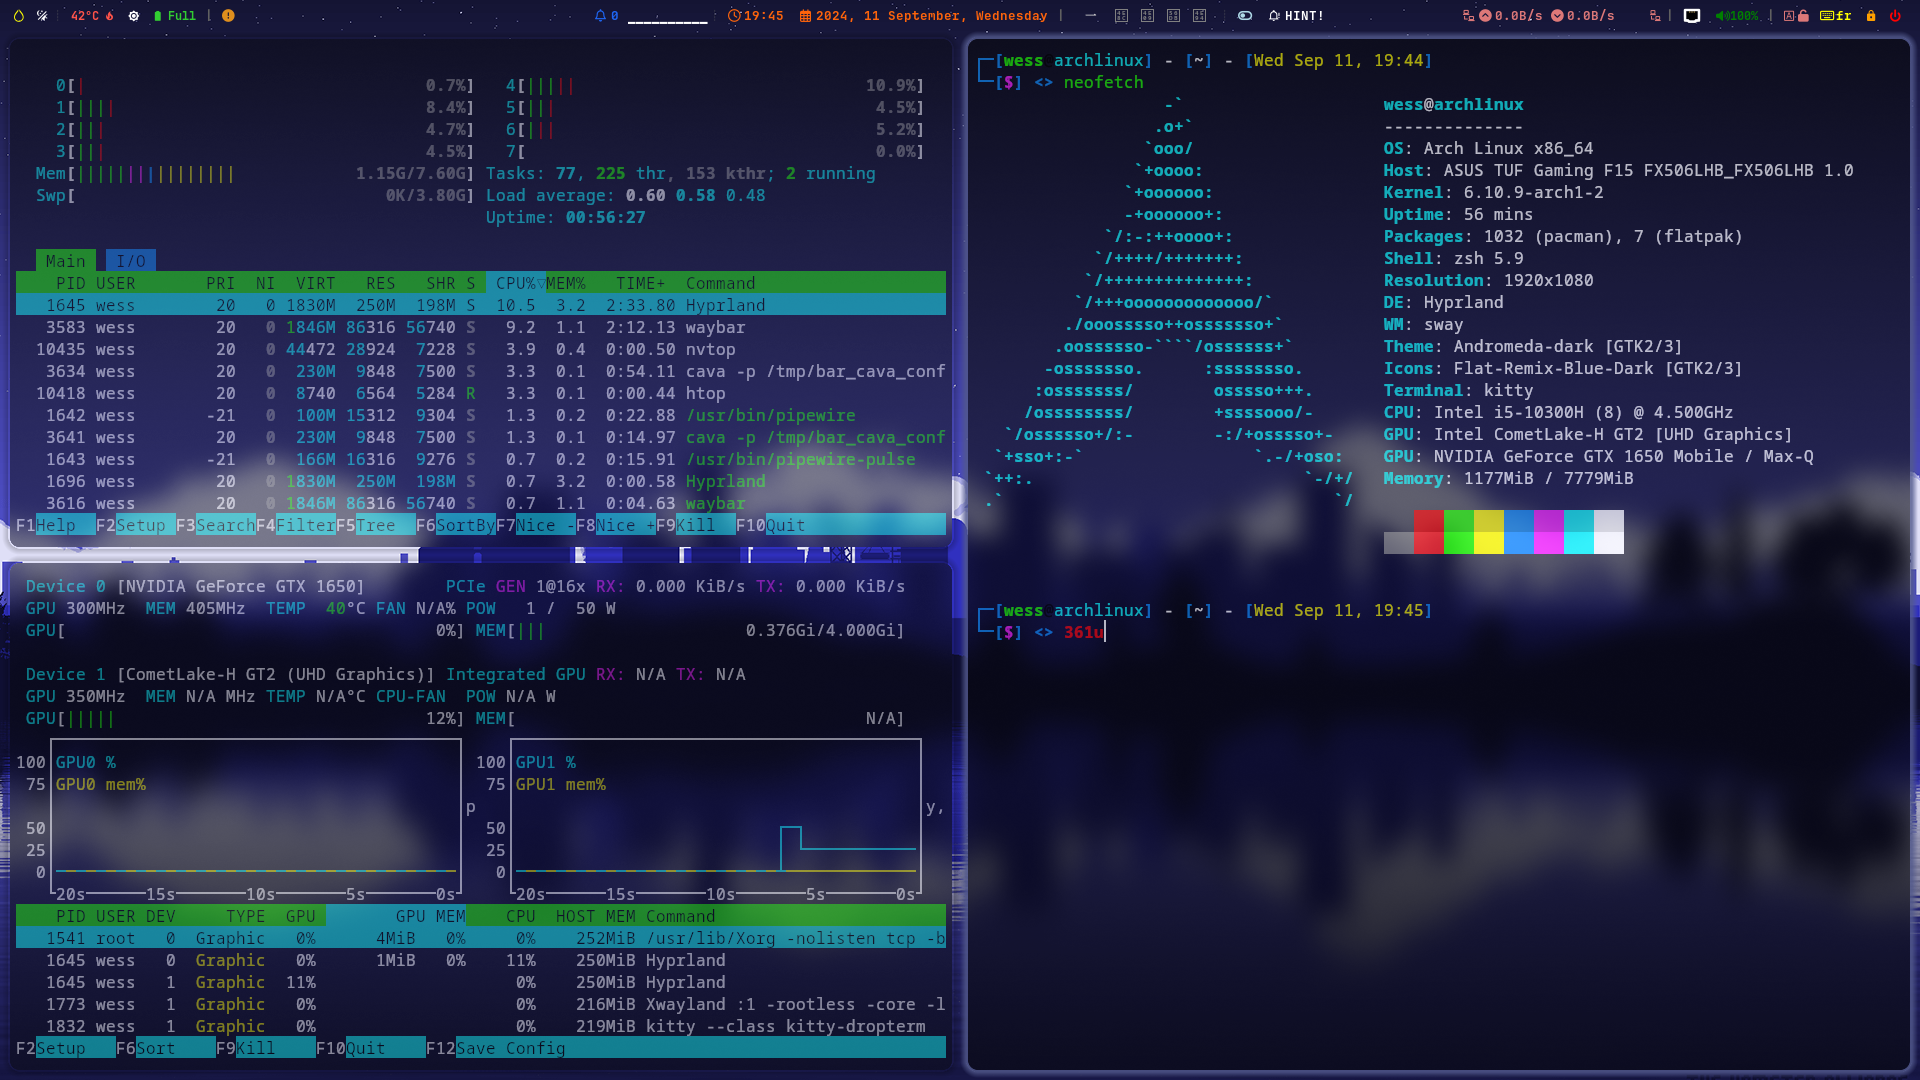 42°C Full 0 19:45 2024, 11 September, Wednesday HINT! 0.0B/s 0.0B/s 100% A fr
0[| 0.7%] 4[||||| 10.9%]
1[|||| 8.4%] 5[||| 4.5%]
2[||| 4.7%] 6[||| 5.2%]
3[||| 4.5%] 7[ 0.0%]
Mem[|||||||||||||||| 1.15G/7.60G] Tasks: 77, 225 thr, 153 kthr; 2 running
Swp[ 0K/3.80G] Load average: 0.60 0.58 0.48
Uptime: 00:56:27
Main I/O
PID USER PRI NI VIRT RES SHR S CPU%▽MEM% TIME+ Command
1645 wess 20 0 1830M 250M 198M S 10.5 3.2 2:33.80 Hyprland
3583 wess 20 0 1846M 86316 56740 S 9.2 1.1 2:12.13 waybar
10435 wess 20 0 44472 28924 7228 S 3.9 0.4 0:00.50 nvtop
3634 wess 20 0 230M 9848 7500 S 3.3 0.1 0:54.11 cava -p /tmp/bar_cava_conf
10418 wess 20 0 8740 6564 5284 R 3.3 0.1 0:00.44 htop
1642 wess -21 0 100M 15312 9304 S 1.3 0.2 0:22.88 /usr/bin/pipewire
3641 wess 20 0 230M 9848 7500 S 1.3 0.1 0:14.97 cava -p /tmp/bar_cava_conf
1643 wess -21 0 166M 16316 9276 S 0.7 0.2 0:15.91 /usr/bin/pipewire-pulse
1696 wess 20 0 1830M 250M 198M S 0.7 3.2 0:00.58 Hyprland
3616 wess 20 0 1846M 86316 56740 S 0.7 1.1 0:04.63 waybar
F1Help F2Setup F3SearchF4FilterF5Tree F6SortByF7Nice -F8Nice +F9Kill F10Quit
Device 0 [NVIDIA GeForce GTX 1650] PCIe GEN 1@16x RX: 0.000 KiB/s TX: 0.000 KiB/s
GPU 300MHz MEM 405MHz TEMP 40°C FAN N/A% POW 1 / 50 W
GPU[ 0%] MEM[||| 0.376Gi/4.000Gi]
Device 1 [CometLake-H GT2 (UHD Graphics)] Integrated GPU RX: N/A TX: N/A
GPU 350MHz MEM N/A MHz TEMP N/A°C CPU-FAN POW N/A W
GPU[||||| 12%] MEM[ N/A]
100 GPU0 % 100 GPU1 %
75 GPU0 mem% 75 GPU1 mem%
p y,
50 50
25 25
0 0
20s 15s 10s 5s 0s 20s 15s 10s 5s 0s
PID USER DEV TYPE GPU GPU MEM CPU HOST MEM Command
1541 root 0 Graphic 0% 4MiB 0% 0% 252MiB /usr/lib/Xorg -nolisten tcp -b
1645 wess 0 Graphic 0% 1MiB 0% 11% 250MiB Hyprland
1645 wess 1 Graphic 11% 0% 250MiB Hyprland
1773 wess 1 Graphic 0% 0% 216MiB Xwayland :1 -rootless -core -l
1832 wess 1 Graphic 0% 0% 219MiB kitty --class kitty-dropterm
F2Setup F6Sort F9Kill F10Quit F12Save Config
[wess archlinux] - [~] - [Wed Sep 11, 19:44]
[$] <> neofetch
-` wess@archlinux
.o+` --------------
`ooo/ OS: Arch Linux x86_64
`+oooo: Host: ASUS TUF Gaming F15 FX506LHB_FX506LHB 1.0
`+oooooo: Kernel: 6.10.9-arch1-2
-+oooooo+: Uptime: 56 mins
`/:-:++oooo+: Packages: 1032 (pacman), 7 (flatpak)
`/++++/+++++++: Shell: zsh 5.9
`/++++++++++++++: Resolution: 1920x1080
`/+++ooooooooooooo/` DE: Hyprland
./ooosssso++osssssso+` WM: sway
.oossssso-````/ossssss+` Theme: Andromeda-dark [GTK2/3]
-osssssso. :ssssssso. Icons: Flat-Remix-Blue-Dark [GTK2/3]
:osssssss/ osssso+++. Terminal: kitty
/ossssssss/ +ssssooo/- CPU: Intel i5-10300H (8) @ 4.500GHz
`/ossssso+/:- -:/+osssso+- GPU: Intel CometLake-H GT2 [UHD Graphics]
`+sso+:-` `.-/+oso: GPU: NVIDIA GeForce GTX 1650 Mobile / Max-Q
`++:. `-/+/ Memory: 1177MiB / 7779MiB
.` `/
[wess archlinux] - [~] - [Wed Sep 11, 19:45]
[$] <> 361u